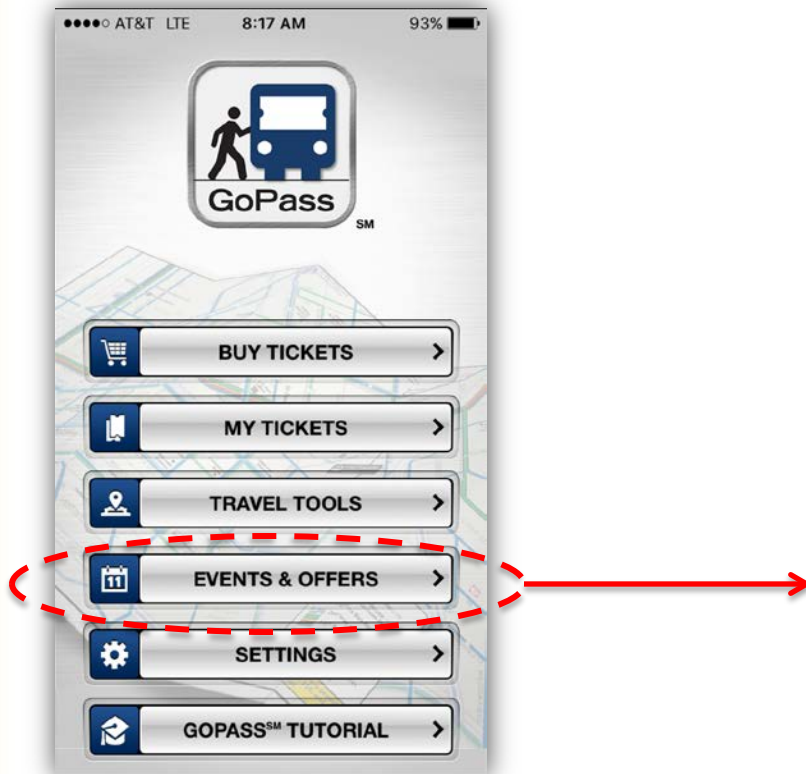 AT&T LTE 8:17 AM 93%
GoPass
SM
BUY TICKETS
MY TICKETS
TRAVEL TOOLS
11 EVENTS & OFFERS
SETTINGS
GOPASS℠ TUTORIAL